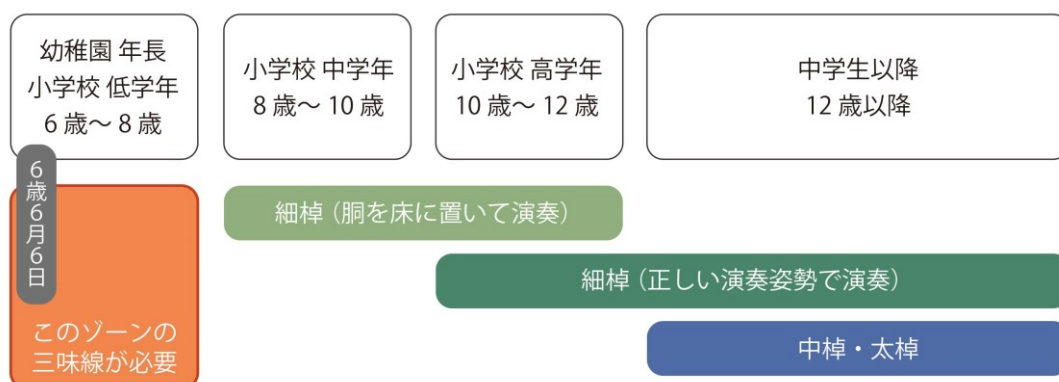 幼稚園 年長
小学校 低学年
6歳〜8歳
小学校 中学年
8歳〜10歳
小学校 高学年
10歳〜12歳
中学生以降
12歳以降
6歳6月6日
このゾーンの
三味線が必要
細棹（胴を床に置いて演奏）
細棹（正しい演奏姿勢で演奏）
中棹・太棹